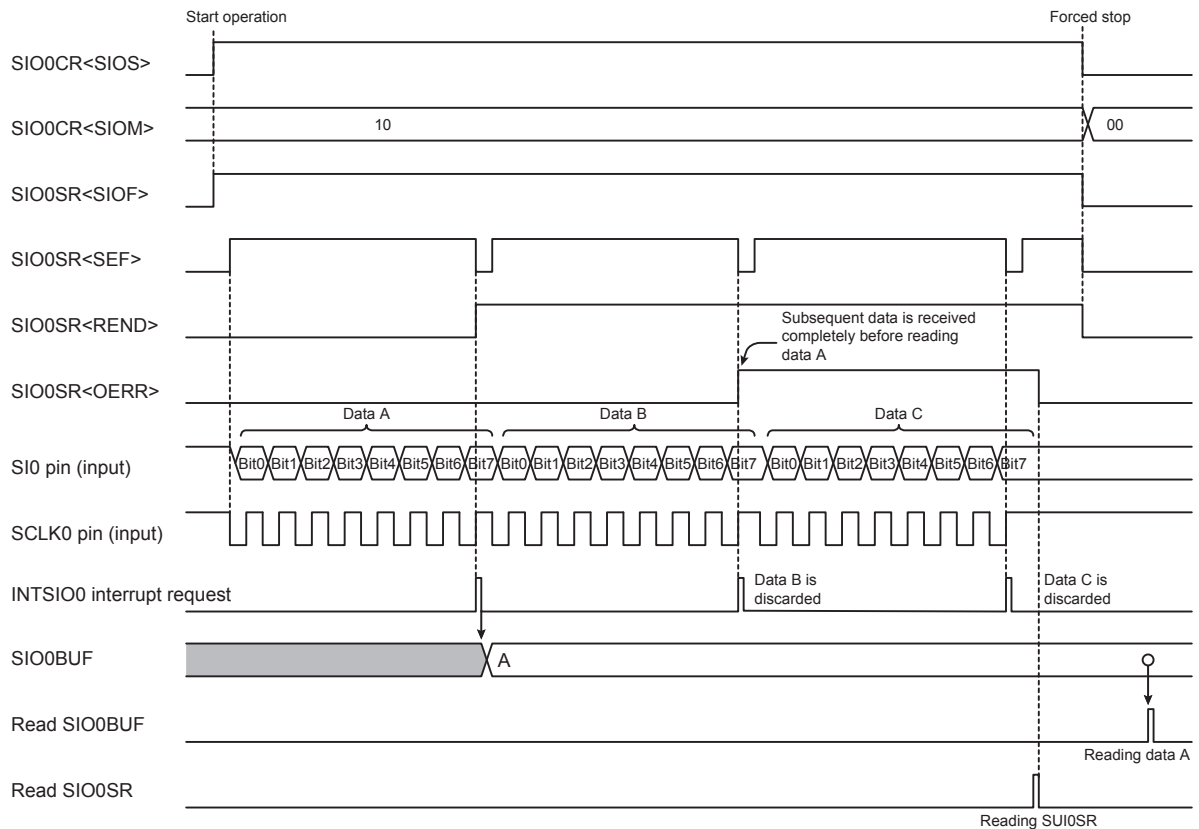 Start operation
Forced stop
SIO0CR<SIOS>
SIO0CR<SIOM>
10
00
SIO0SR<SIOF>
SIO0SR<SEF>
SIO0SR<REND>
Subsequent data is received
completely before reading
data A
SIO0SR<OERR>
Data A
Data B
Data C
SI0 pin (input)
Bit0 Bit1 Bit2 Bit3 Bit4 Bit5 Bit6 Bit7 Bit0 Bit1 Bit2 Bit3 Bit4 Bit5 Bit6 Bit7 Bit0 Bit1 Bit2 Bit3 Bit4 Bit5 Bit6 Bit7
SCLK0 pin (input)
INTSIO0 interrupt request
Data B is
discarded
Data C is
discarded
SIO0BUF
A
Read SIO0BUF
Reading data A
Read SIO0SR
Reading SUI0SR